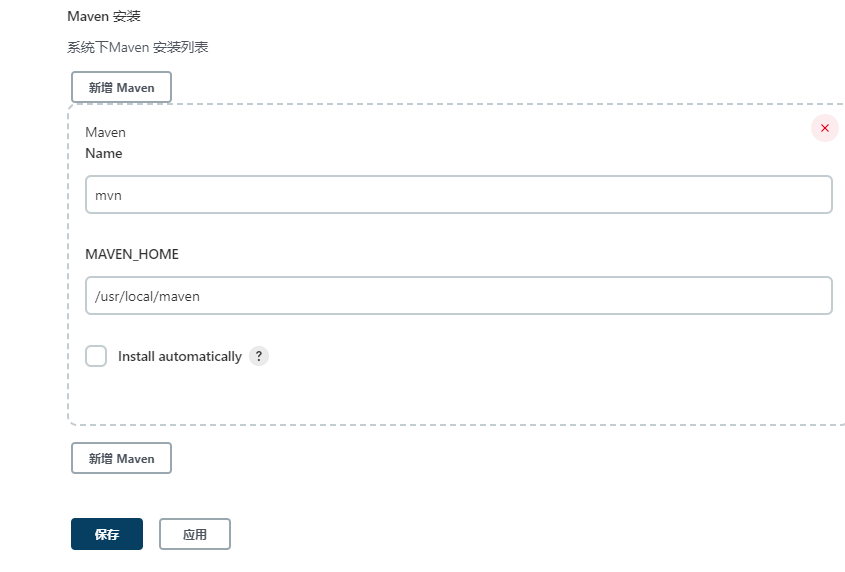 Maven 安装
系统下Maven 安装列表
新增 Maven
Maven
Name
mvn
MAVEN_HOME
/usr/local/maven
Install automatically ?
新增 Maven
保存 应用